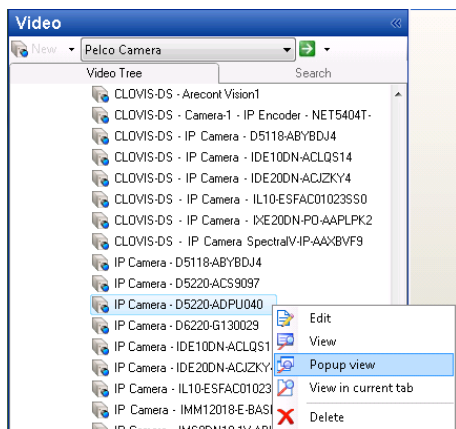 Video
New
Pelco Camera
Video Tree
Search
CLOVIS-DS - Arecont Vision1
CLOVIS-DS - Camera-1 - IP Encoder - NET5404T-
CLOVIS-DS - IP Camera - D5118-ABYBDJ4
CLOVIS-DS - IP Camera - IDE10DN-ACLQS14
CLOVIS-DS - IP Camera - IDE20DN-ACJZKY4
CLOVIS-DS - IP Camera - IL10-ESFAC01023SS0
CLOVIS-DS - IP Camera - IXE20DN-PO-AAPLPK2
CLOVIS-DS - IP Camera SpectraIV-IP-AAXBVF9
IP Camera - D5118-ABYBDJ4
IP Camera - D5220-ACS9097
IP Camera - D5220-ADPU040
IP Camera - D6220-G130029
IP Camera - IDE10DN-ACLQS1
IP Camera - IDE20DN-ACJZKY
IP Camera - IL10-ESFAC01023
IP Camera - IMM12018-E-BASI
Edit
View
Popup view
View in current tab
Delete